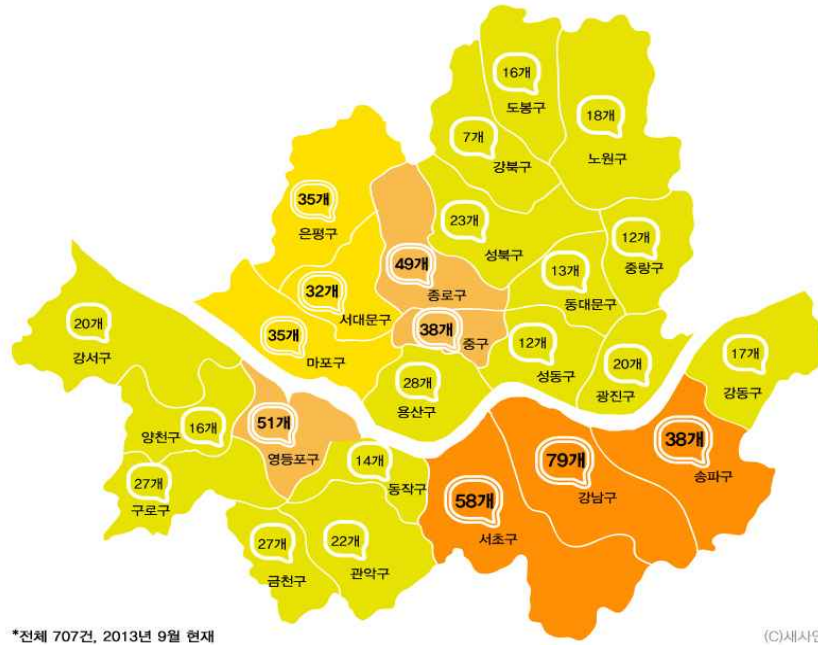 16개
도봉구
18개
노원구
7개
강북구
35개
은평구
23개
성북구
12개
중랑구
49개
종로구
13개
동대문구
32개
서대문구
38개
중구
35개
마포구
12개
성동구
20개
광진구
17개
강동구
20개
강서구
28개
용산구
16개
양천구
51개
영등포구
38개
송파구
79개
강남구
14개
동작구
58개
서초구
27개
구로구
27개
금천구
22개
관악구
*전체 707건, 2013년 9월 현재
(C)새사연